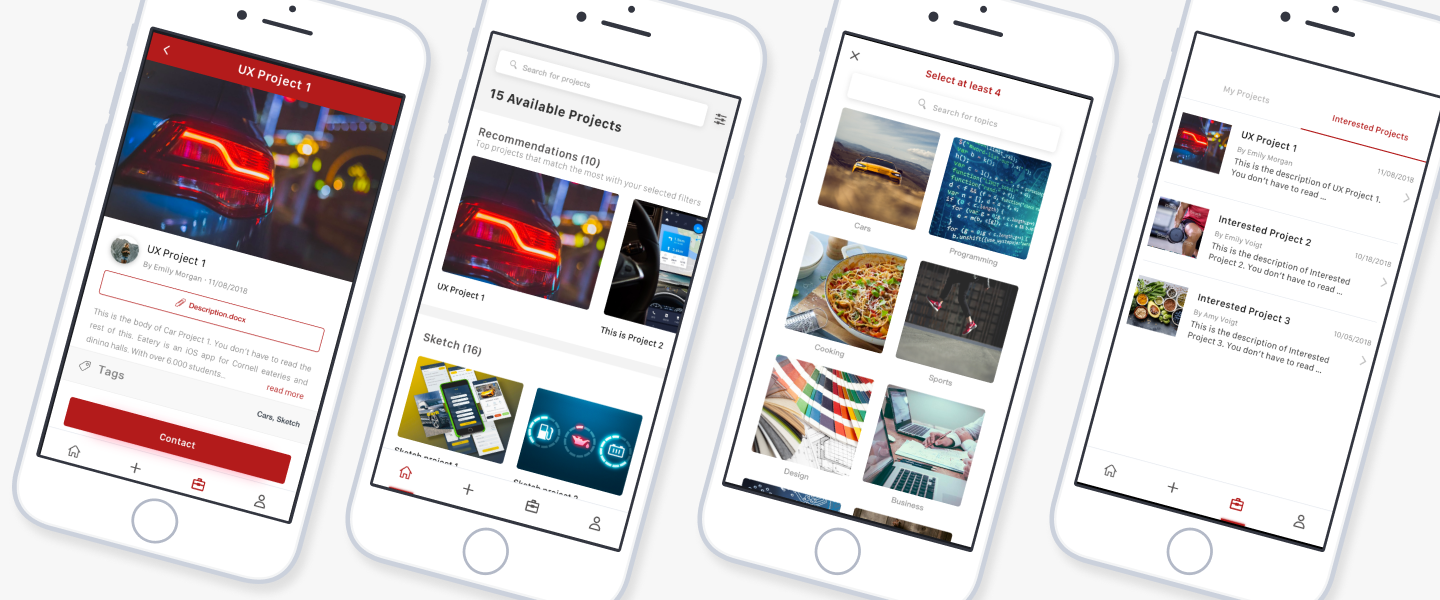 UX Project 1
UX Project 1
By Emily Morgan - 11/08/2018
Description.docx
This is the body of Car Project 1. You don't have to read the
rest of this. Eatery is an iOS app for Cornell eateries and
dining halls. With over 6,000 students...
read more
Tags
Cars, Sketch
Contact
Search for projects
15 Available Projects
Recommendations (10)
Top projects that match the most with your selected filters
UX Project 1
This is Project 2
Sketch (16)
Sketch project 1
Sketch project 2
Select at least 4
Search for topics
Cars
Programming
Cooking
Sports
Design
Business
My Projects
Interested Projects
UX Project 1
By Emily Morgan
11/08/2018
This is the description of UX Project 1.
You don't have to read ...
Interested Project 2
By Emily Voigt
10/18/2018
This is the description of Interested
Project 2. You don't have to read ...
Interested Project 3
By Amy Voigt
10/05/2018
This is the description of Interested
Project 3. You don't have to read ...